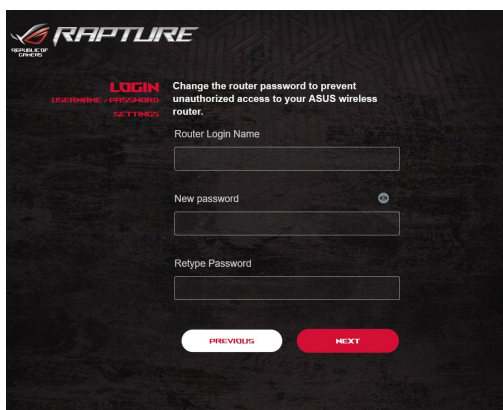 REPUBLIC OF
GAMERS
RAPTURE
LOGIN
USERNAME / PASSWORD
SETTINGS
Change the router password to prevent
unauthorized access to your ASUS wireless
router.
Router Login Name
New password
Retype Password
PREVIOUS
NEXT